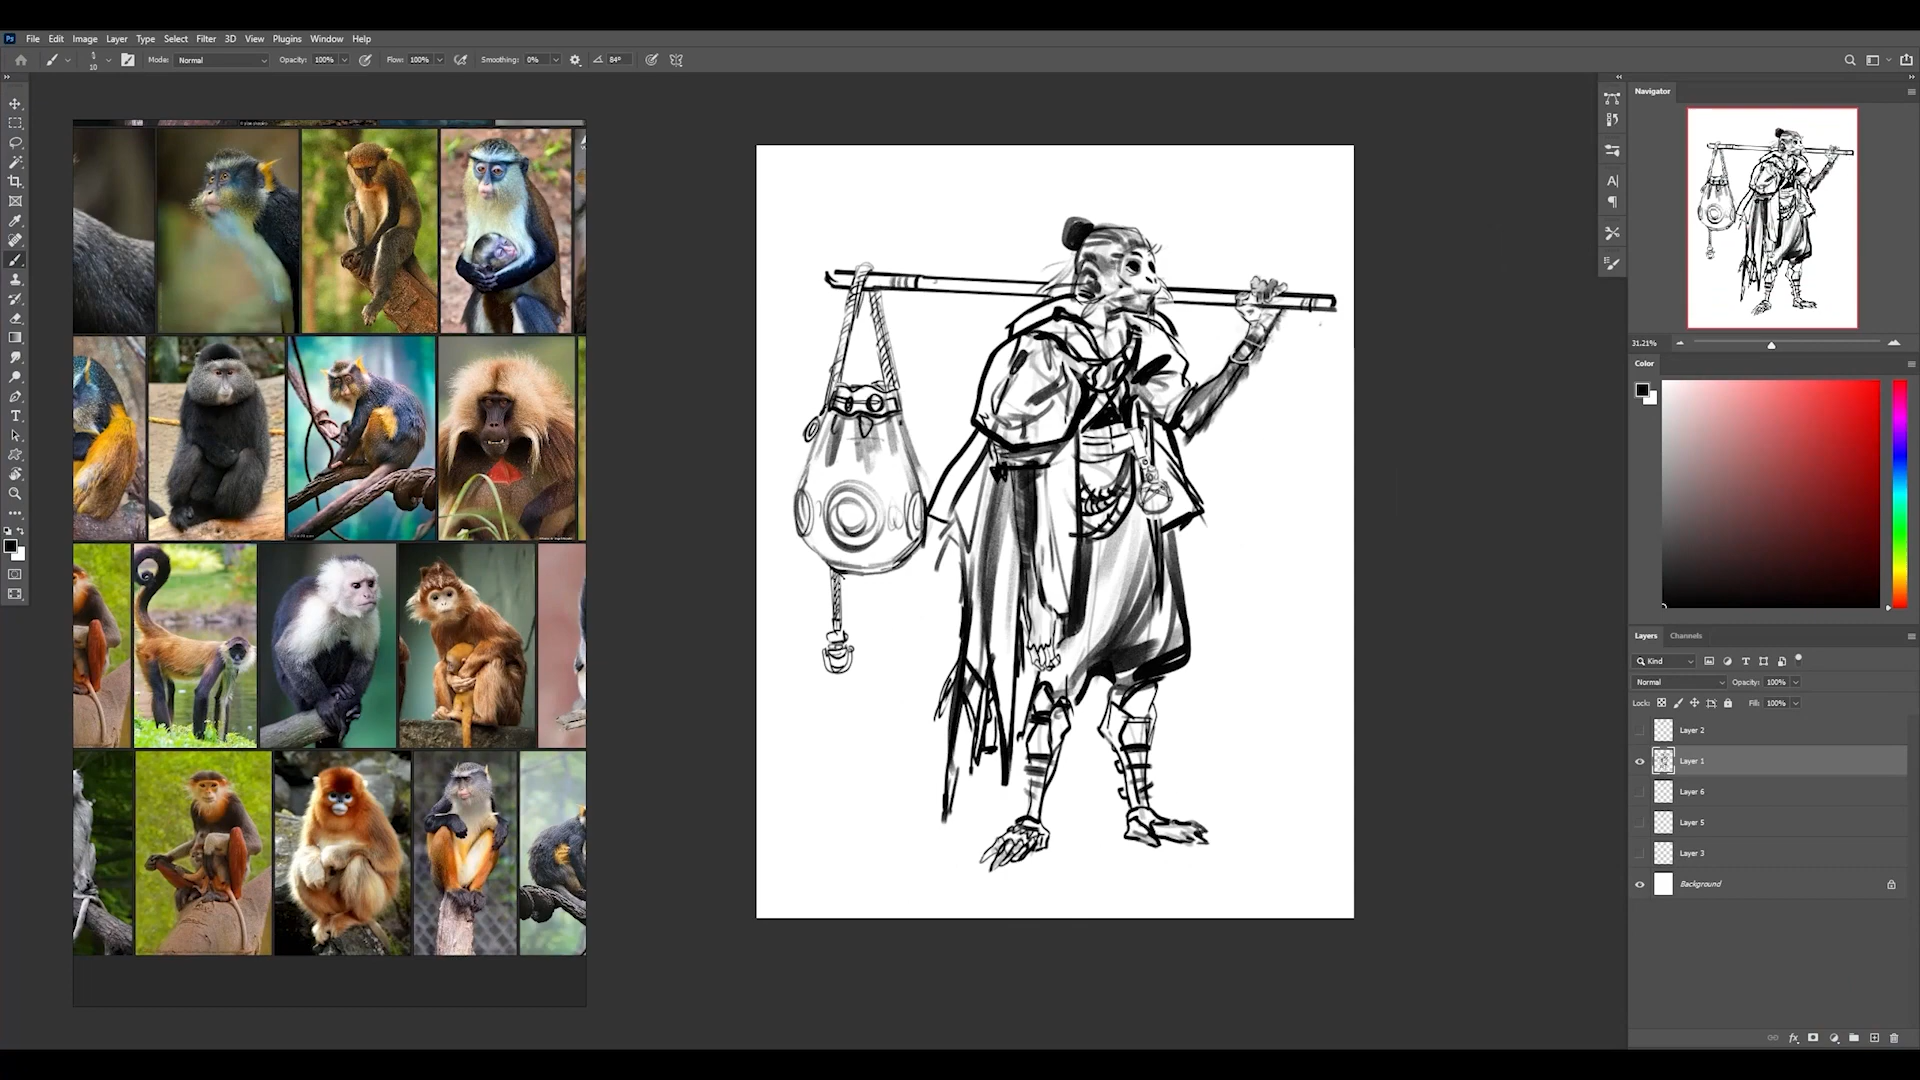 Ps File Edit Image Layer Type Select Filter 3D View Plugins Window Help
10 Mode: Normal Opacity: 100% Flow: 100% Smoothing: 0% 84°
Navigator
31.21%
Color
Layers Channels
Kind
Normal Opacity: 100%
Lock: Fill: 100%
Layer 2
Layer 1
Layer 6
Layer 5
Layer 3
Background